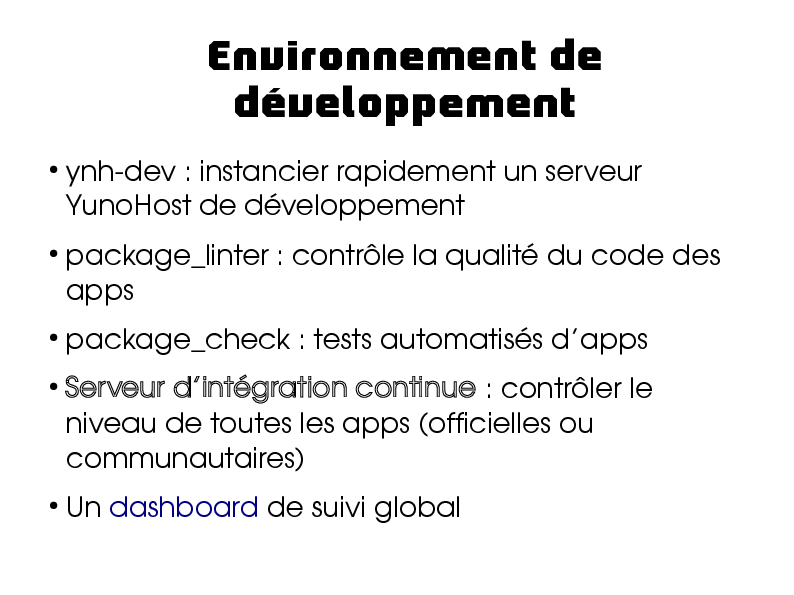 Environnement de
développement
• ynh-dev : instancier rapidement un serveur
YunoHost de développement
• package_linter : contrôle la qualité du code des
apps
• package_check : tests automatisés d’apps
• Serveur d’intégration continue : contrôler le
niveau de toutes les apps (officielles ou
communautaires)
• Un dashboard de suivi global